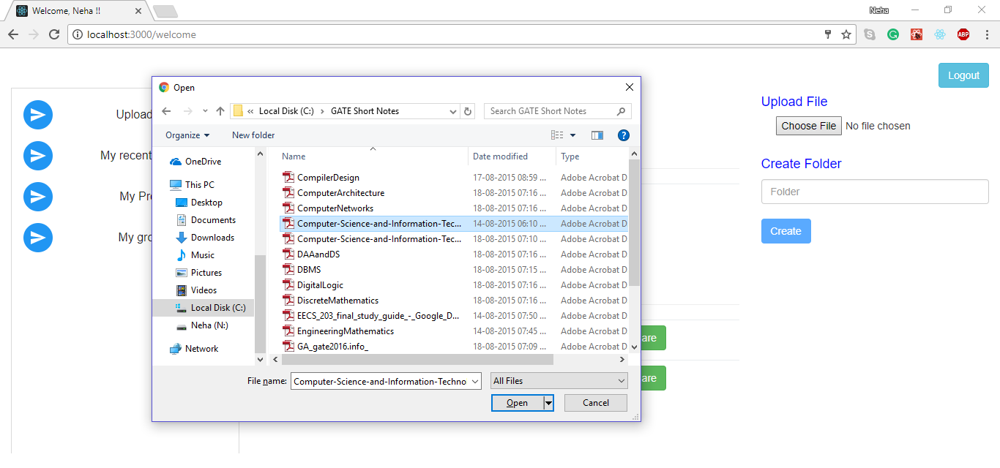 Welcome, Neha !!
Neha
localhost:3000/welcome
ABP
Logout
Upload
My recent
My Pr
My gro
Open
« Local Disk (C:) › GATE Short Notes
Search GATE Short Notes
Organize New folder
?
OneDrive
This PC
Desktop
Documents
Downloads
Music
Pictures
Videos
Local Disk (C:)
Neha (N:)
Network
Name Date modified Type
CompilerDesign 17-08-2015 08:59 ... Adobe Acrobat D
ComputerArchitecture 18-08-2015 07:16 ... Adobe Acrobat D
ComputerNetworks 18-08-2015 07:16 ... Adobe Acrobat D
Computer-Science-and-Information-Tec... 14-08-2015 06:10 ... Adobe Acrobat D
Computer-Science-and-Information-Tec... 18-08-2015 07:10 ... Adobe Acrobat D
DAAandDS 18-08-2015 07:16 ... Adobe Acrobat D
DBMS 18-08-2015 07:15 ... Adobe Acrobat D
DigitalLogic 18-08-2015 07:16 ... Adobe Acrobat D
DiscreteMathematics 18-08-2015 07:16 ... Adobe Acrobat D
EECS_203_final_study_guide_-_Google_D... 14-08-2015 07:50 ... Adobe Acrobat D
EngineeringMathematics 14-08-2015 07:45 ... Adobe Acrobat D
GA_gate2016.info_ 18-08-2015 07:09 ... Adobe Acrobat D
File name: Computer-Science-and-Information-Techno All Files
Open Cancel
are
are
Upload File
Choose File No file chosen
Create Folder
Folder
Create